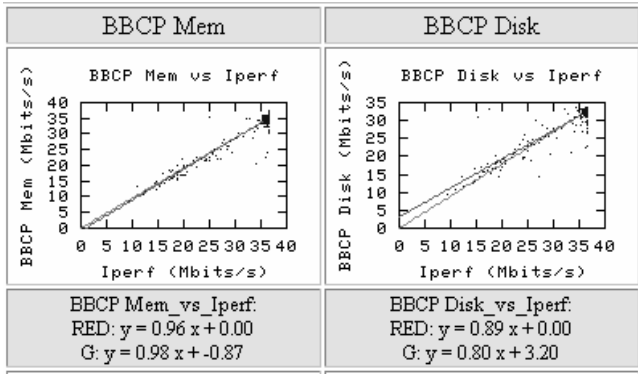 BBCP Mem
BBCP Disk
BBCP Mem vs Iperf
BBCP Mem (Mbits/s)
40
35
30
25
20
15
10
5
0
0 5 10 15 20 25 30 35 40
Iperf (Mbits/s)
BBCP Disk vs Iperf
BBCP Disk (Mbits/s)
35
30
25
20
15
10
5
0
0 5 10 15 20 25 30 35 40
Iperf (Mbits/s)
BBCP Mem_vs_Iperf:
RED: y = 0.96 x + 0.00
G: y = 0.98 x + -0.87
BBCP Disk_vs_Iperf:
RED: y = 0.89 x + 0.00
G: y = 0.80 x + 3.20